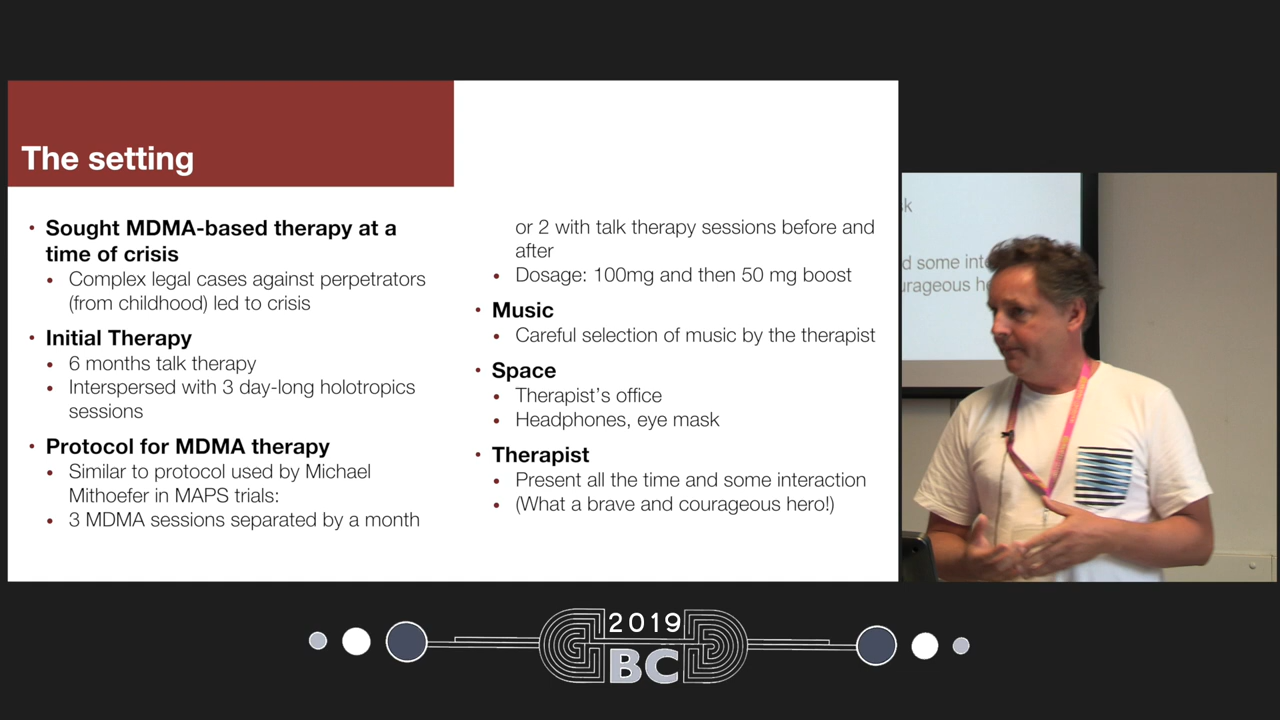 The setting
• Sought MDMA-based therapy at a
time of crisis
• Complex legal cases against perpetrators
(from childhood) led to crisis
• Initial Therapy
• 6 months talk therapy
• Interspersed with 3 day-long holotropics
sessions
• Protocol for MDMA therapy
• Similar to protocol used by Michael
Mithoefer in MAPS trials:
• 3 MDMA sessions separated by a month
or 2 with talk therapy sessions before and
after
• Dosage: 100mg and then 50 mg boost
• Music
• Careful selection of music by the therapist
• Space
• Therapist's office
• Headphones, eye mask
• Therapist
• Present all the time and some interaction
• (What a brave and courageous hero!)
k
d some inte
urageous he
2019
BC